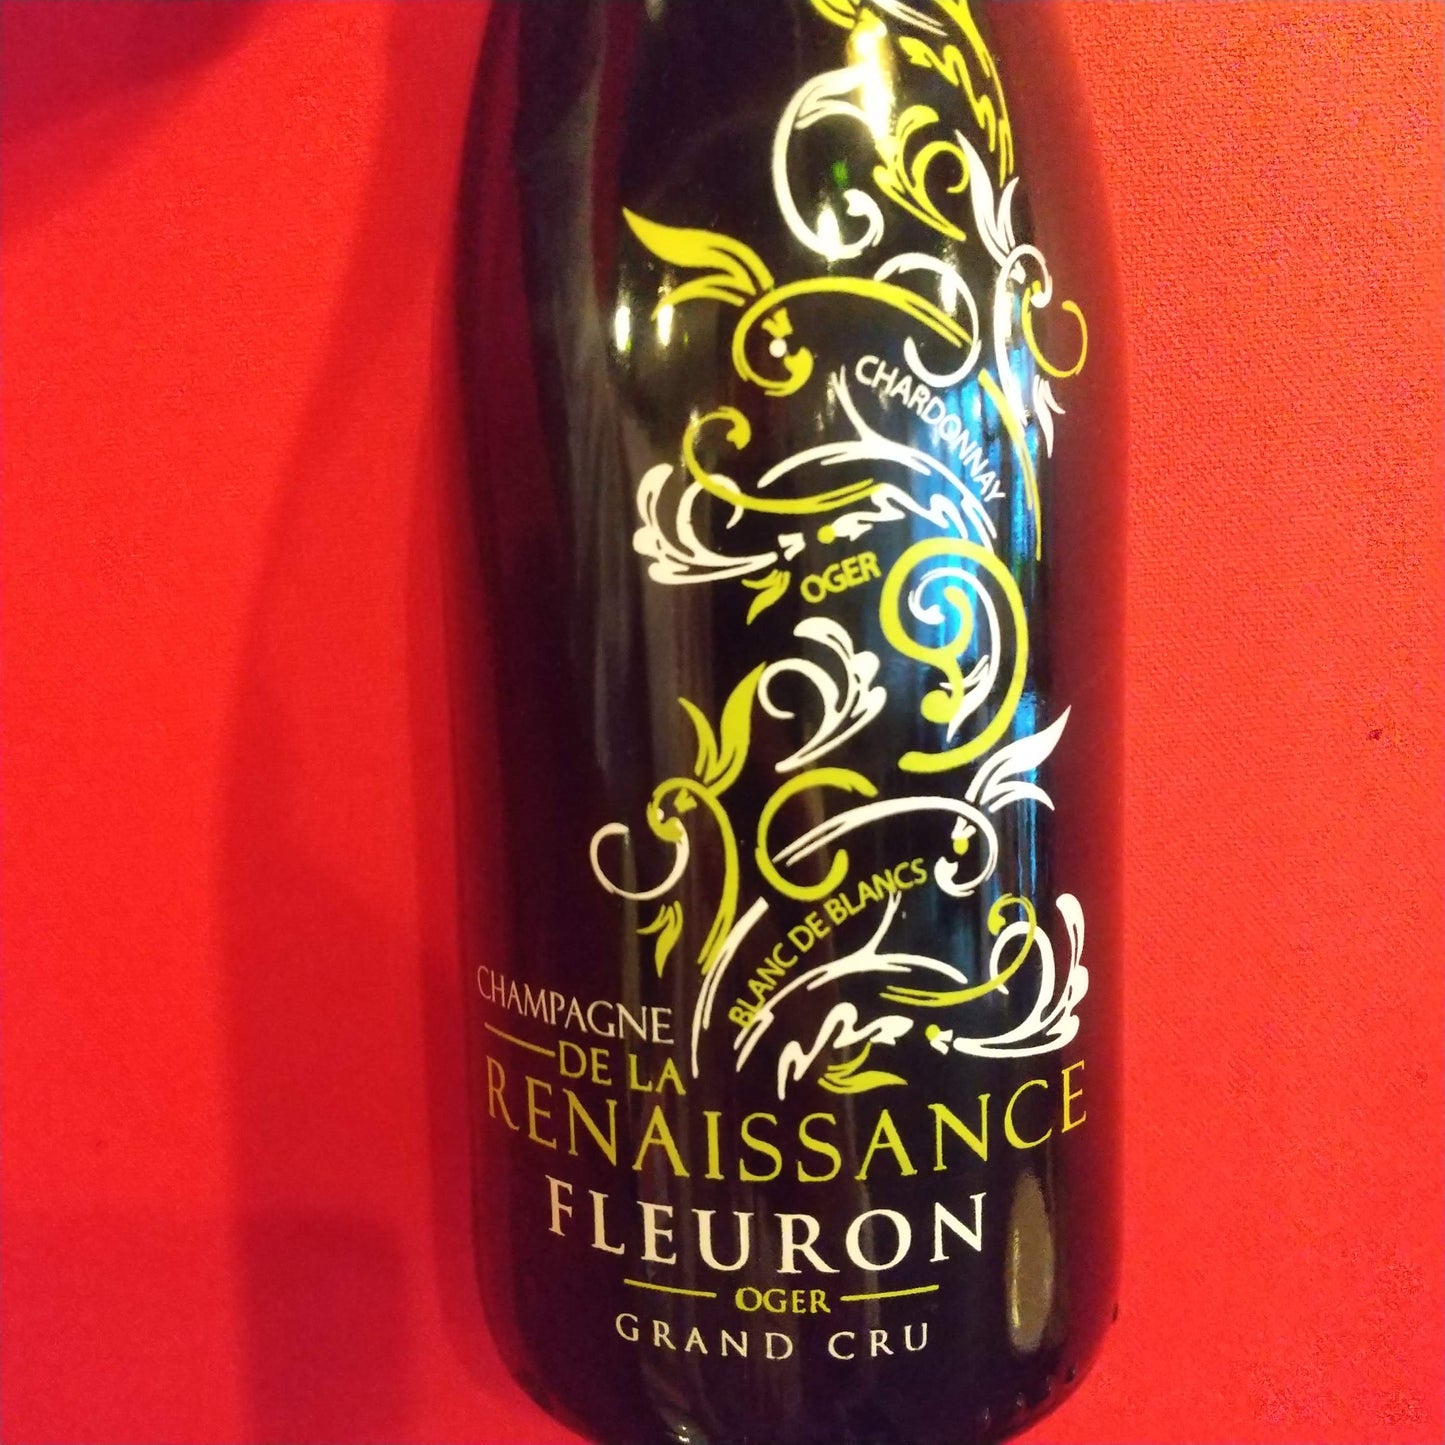 CHARDONNAY
OGER
BLANC DE BLANCS
CHAMPAGNE
DE LA
RENAISSANCE
FLEURON
OGER
GRAND CRU